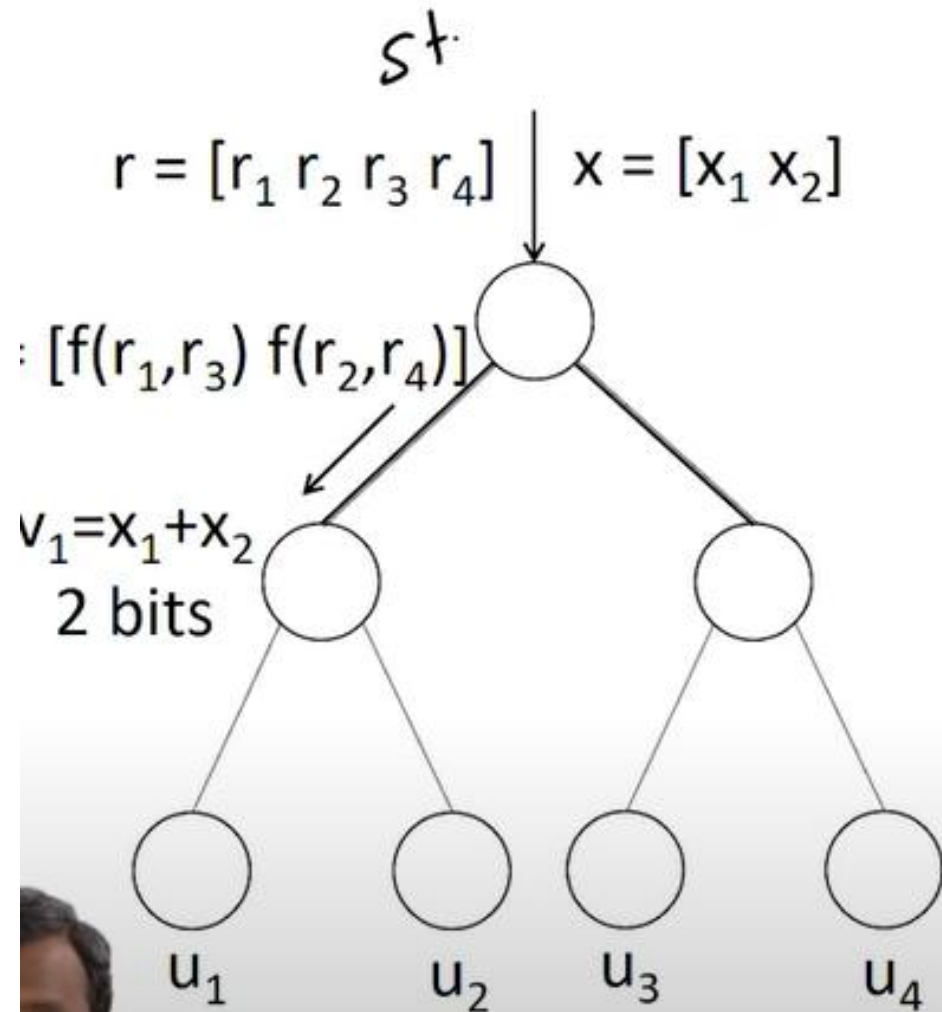 st.
r = [r₁ r₂ r₃ r₄] x = [x₁ x₂]
= [f(r₁,r₃) f(r₂,r₄)]
v₁=x₁+x₂
2 bits
u₁ u₂ u₃ u₄